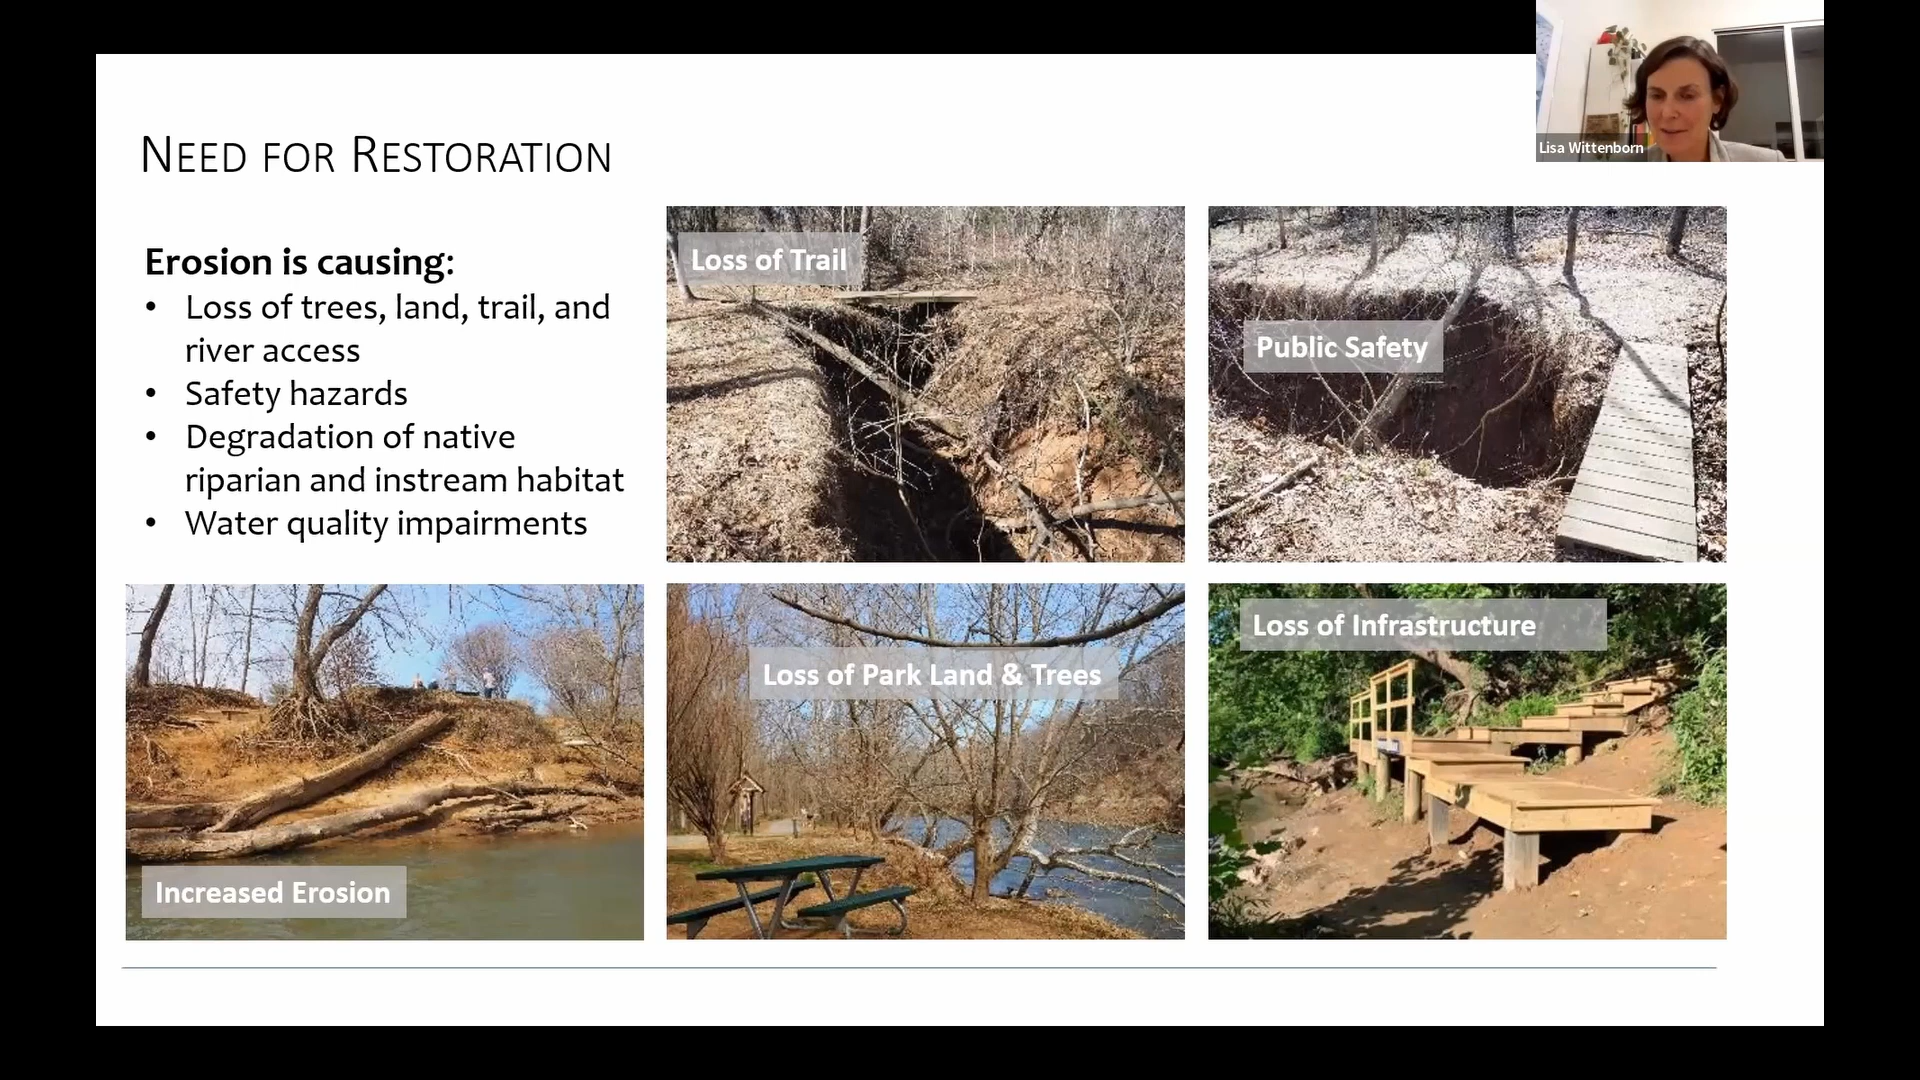 Lisa Wittenborn
NEED FOR RESTORATION
Erosion is causing:
• Loss of trees, land, trail, and
river access
• Safety hazards
• Degradation of native
riparian and instream habitat
• Water quality impairments
Loss of Trail
Public Safety
Increased Erosion
Loss of Park Land & Trees
Loss of Infrastructure